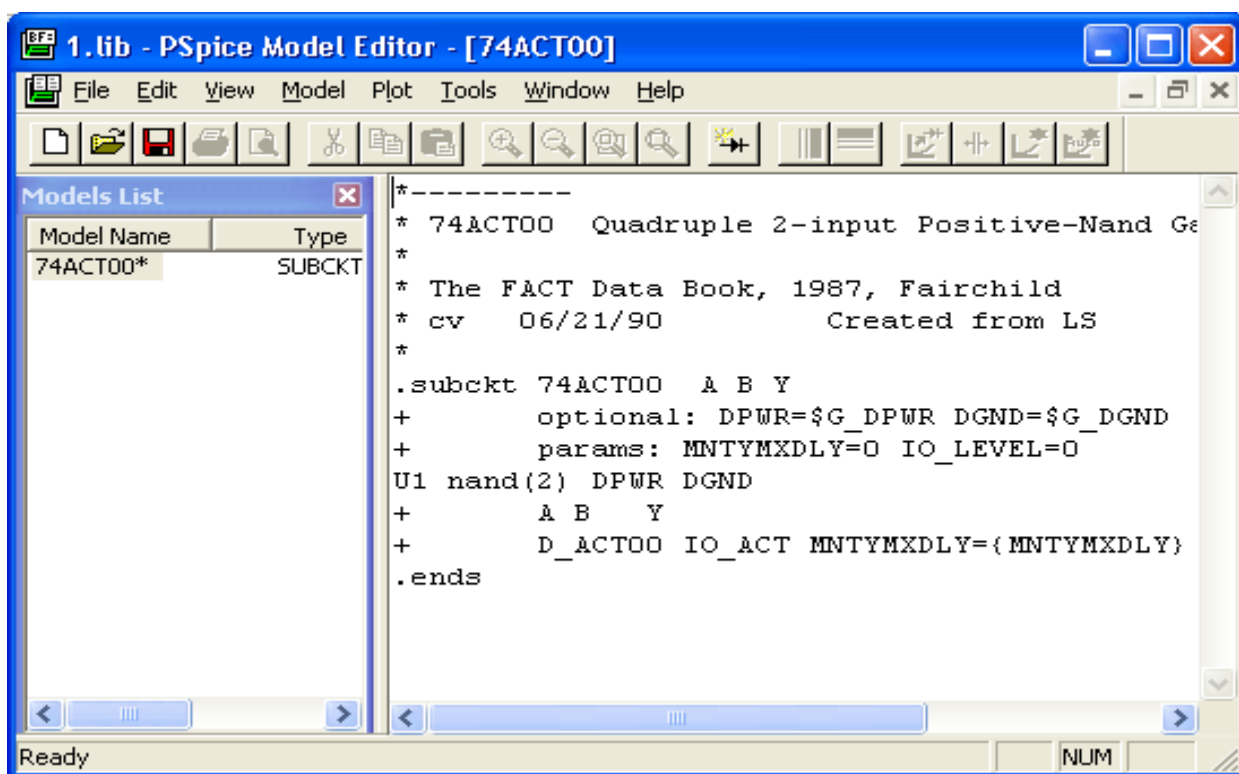 1.lib - PSpice Model Editor - [74ACT00]
File Edit View Model Plot Tools Window Help
Models List
Model Name Type
74ACT00* SUBCKT
*---------
* 74ACT00 Quadruple 2-input Positive-Nand Ga
*
* The FACT Data Book, 1987, Fairchild
* cv 06/21/90 Created from LS
*
.subckt 74ACT00 A B Y
+ optional: DPWR=$G_DPWR DGND=$G_DGND
+ params: MNTYMXDLY=0 IO_LEVEL=0
U1 nand(2) DPWR DGND
+ A B Y
+ D_ACT00 IO_ACT MNTYMXDLY={MNTYMXDLY}
.ends
Ready NUM